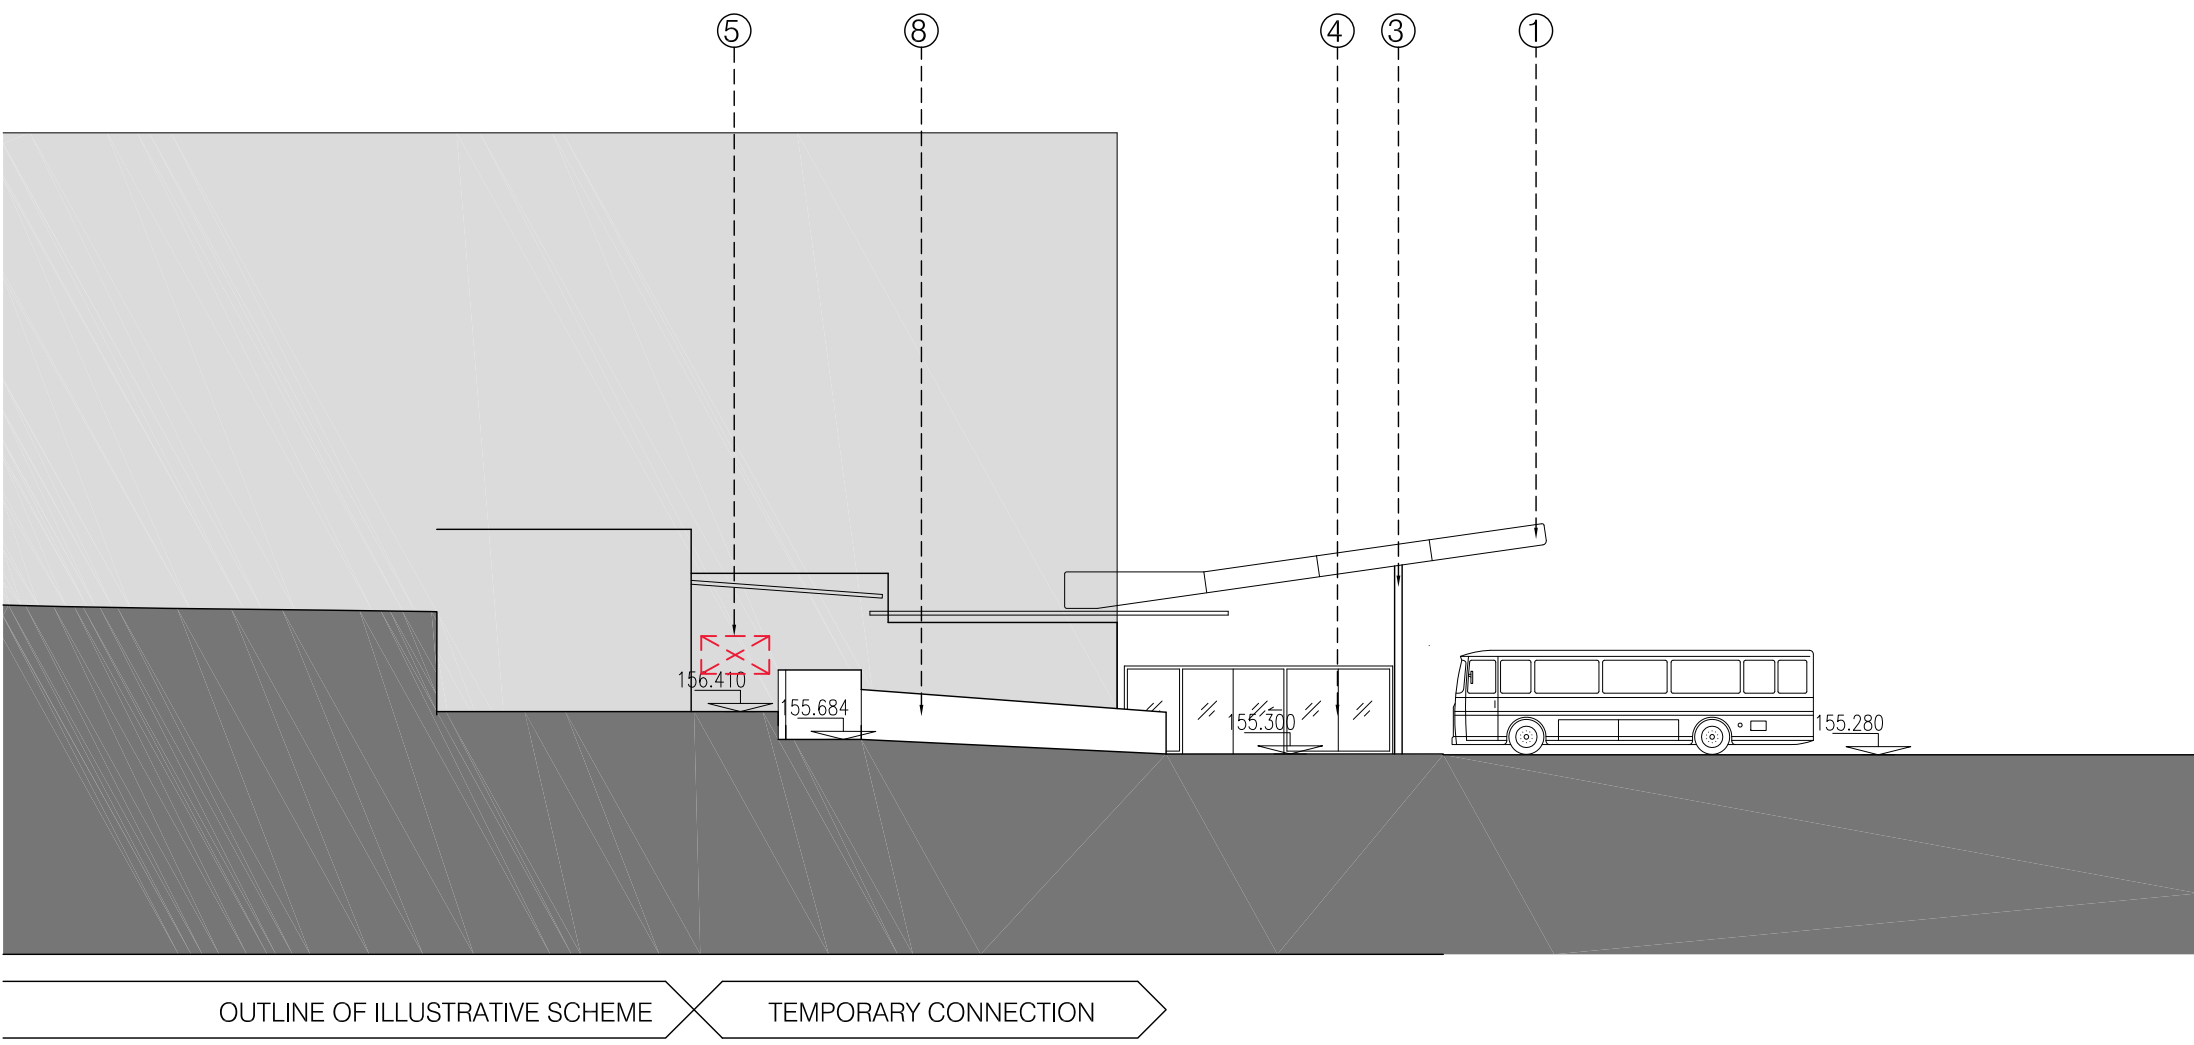 5 8 4 3 1
156.410
155.684
155.300
155.280
OUTLINE OF ILLUSTRATIVE SCHEME TEMPORARY CONNECTION